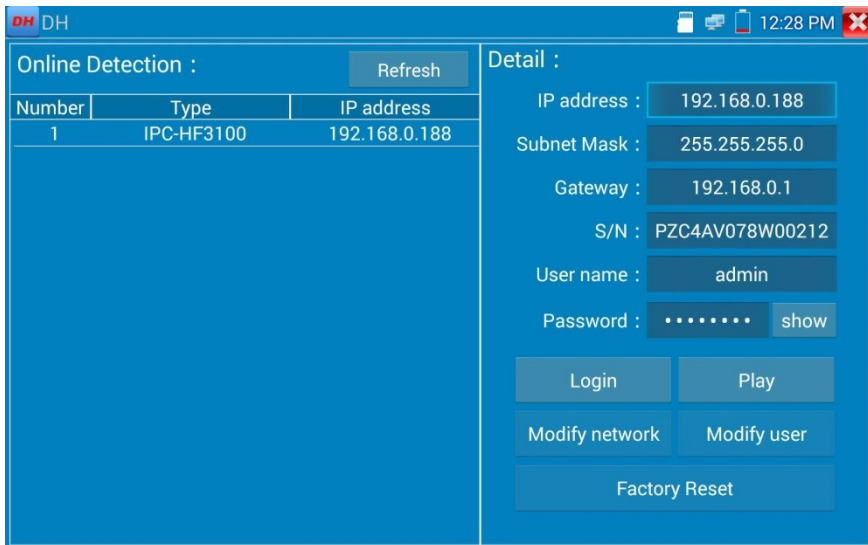 DH DH
12:28 PM
Online Detection :
Refresh
Number Type IP address
1 IPC-HF3100 192.168.0.188
Detail :
IP address : 192.168.0.188
Subnet Mask : 255.255.255.0
Gateway : 192.168.0.1
S/N : PZC4AV078W00212
User name : admin
Password : •••••••• show
Login Play
Modify network Modify user
Factory Reset